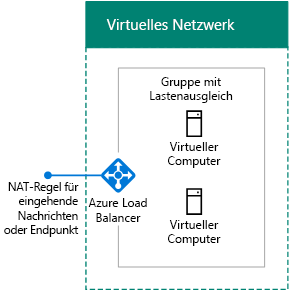 Virtuelles Netzwerk
Gruppe mit
Lastenausgleich
Virtueller
Computer
NAT-Regel für
eingehende
Nachrichten
oder Endpunkt
Azure Load
Balancer
Virtueller
Computer